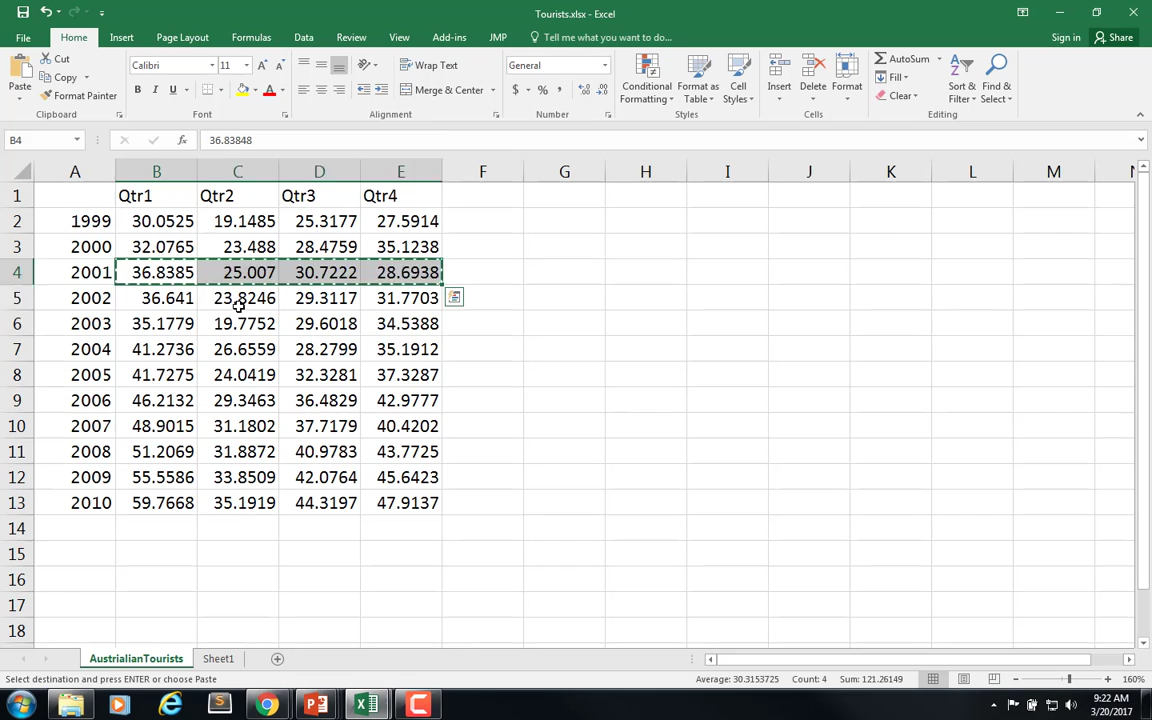 Tourists.xlsx - Excel
File Home Insert Page Layout Formulas Data Review View Add-ins JMP Tell me what you want to do... Sign in Share
Cut
Copy
Format Painter
Paste
Clipboard
Calibri 11
B I U
Font
Wrap Text
Merge & Center
Alignment
General
$ % ,
Number
Conditional Formatting
Format as Table
Cell Styles
Styles
Insert Delete Format
Cells
AutoSum
Fill
Clear
Sort & Filter
Find & Select
Editing
B4 fx 36.83848
A B C D E F G H I J K L M N
1 Qtr1 Qtr2 Qtr3 Qtr4
2 1999 30.0525 19.1485 25.3177 27.5914
3 2000 32.0765 23.488 28.4759 35.1238
4 2001 36.8385 25.007 30.7222 28.6938
5 2002 36.641 23.8246 29.3117 31.7703
6 2003 35.1779 19.7752 29.6018 34.5388
7 2004 41.2736 26.6559 28.2799 35.1912
8 2005 41.7275 24.0419 32.3281 37.3287
9 2006 46.2132 29.3463 36.4829 42.9777
10 2007 48.9015 31.1802 37.7179 40.4202
11 2008 51.2069 31.8872 40.9783 43.7725
12 2009 55.5586 33.8509 42.0764 45.6423
13 2010 59.7668 35.1919 44.3197 47.9137
14
15
16
17
18
AustrialianTourists Sheet1
Select destination and press ENTER or choose Paste Average: 30.3153725 Count: 4 Sum: 121.26149 160%
9:22 AM
3/20/2017